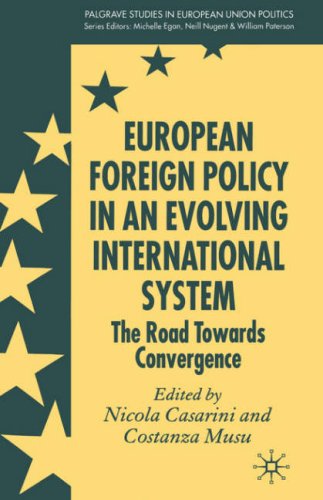 PALGRAVE STUDIES IN EUROPEAN UNION POLITICS
Series Editors: Michelle Egan, Neill Nugent & William Paterson
EUROPEAN
FOREIGN POLICY
IN AN EVOLVING
INTERNATIONAL
SYSTEM
The Road Towards
Convergence
Edited by
Nicola Casarini and
Costanza Musu